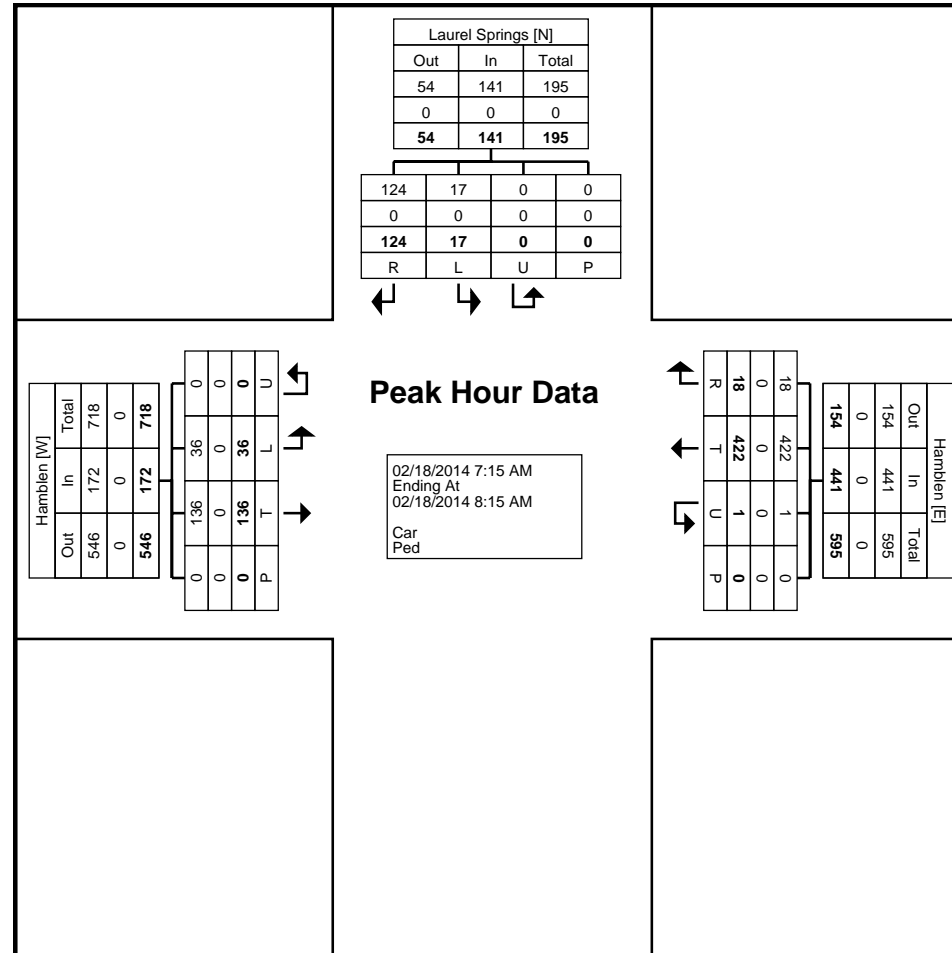 Laurel Springs [N]
Out In Total
54 141 195
0 0 0
54 141 195
124 17 0 0
0 0 0 0
124 17 0 0
R L U P
Peak Hour Data
02/18/2014 7:15 AM
Ending At
02/18/2014 8:15 AM
Car
Ped
Hamblen [W]
Total In Out
718 172 546
0 0 0
718 172 546
0 36 136 0
0 0 0 0
0 36 136 0
U L T P
R T U P
18 422 1 0
0 0 0 0
18 422 1 0
154 441 595
0 0 0
154 441 595
Out In Total
Hamblen [E]